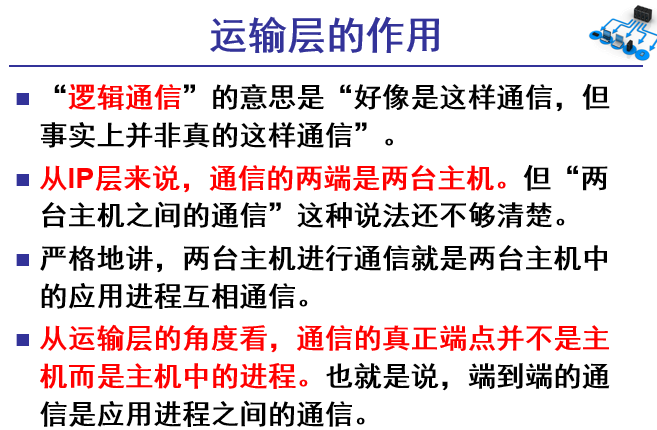 运输层的作用
“逻辑通信”的意思是“好像是这样通信，但
事实上并非真的这样通信”。
从IP层来说，通信的两端是两台主机。但“两
台主机之间的通信”这种说法还不够清楚。
严格地讲，两台主机进行通信就是两台主机中
的应用进程互相通信。
从运输层的角度看，通信的真正端点并不是主
机而是主机中的进程。也就是说，端到端的通
信是应用进程之间的通信。